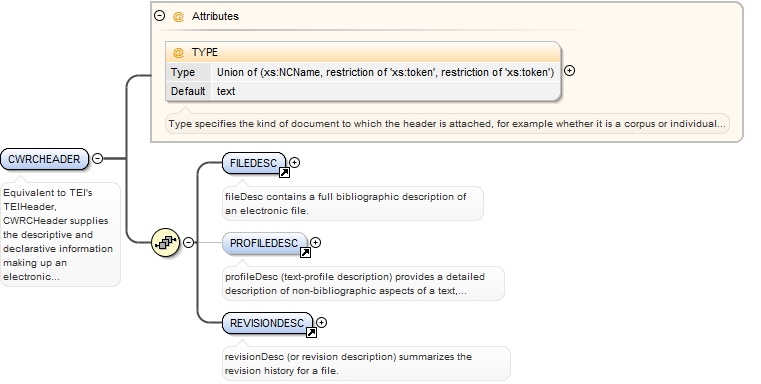 @ Attributes
@ TYPE
Type Union of (xs:NCName, restriction of 'xs:token', restriction of 'xs:token')
Default text
Type specifies the kind of document to which the header is attached, for example whether it is a corpus or individual...
CWRCHEADER
Equivalent to TEI's
TEIHeader,
CWRCHeader supplies
the descriptive and
declarative information
making up an
electronic...
FILEDESC
fileDesc contains a full bibliographic description of
an electronic file.
PROFILEDESC
profileDesc (text-profile description) provides a detailed
description of non-bibliographic aspects of a text,...
REVISIONDESC
revisionDesc (or revision description) summarizes the
revision history for a file.